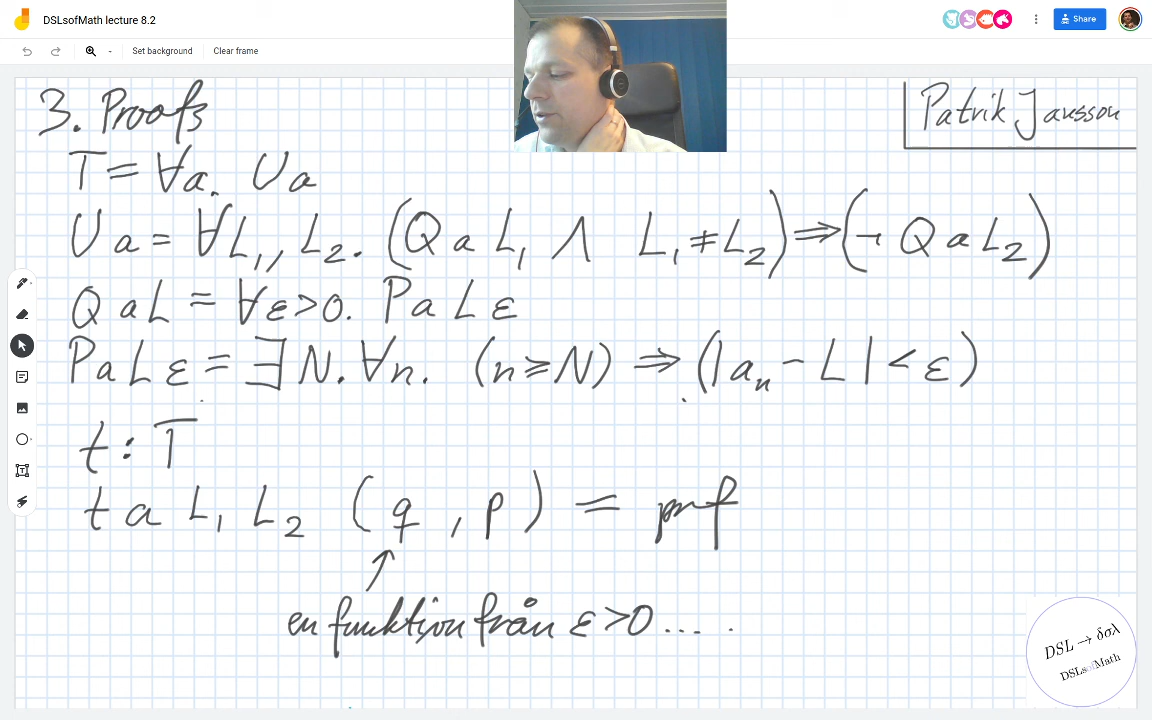 DSLsofMath lecture 8.2
Share
Set background
Clear frame
3. Proofs
Patrik Jansson
T = ∀a. U a
U a = ∀L₁, L₂. (Q a L₁ ∧ L₁ ≠ L₂) ⇒ (¬ Q a L₂)
Q a L = ∀ε>0. P a L ε
P a L ε = ∃N. ∀n. (n ≥ N) ⇒ (|aₙ - L| < ε)
t : T
t a L₁ L₂ (q, p) = prf
↑
en funktion från ε>0.... .
DSL → δσλ
DSLsofMath